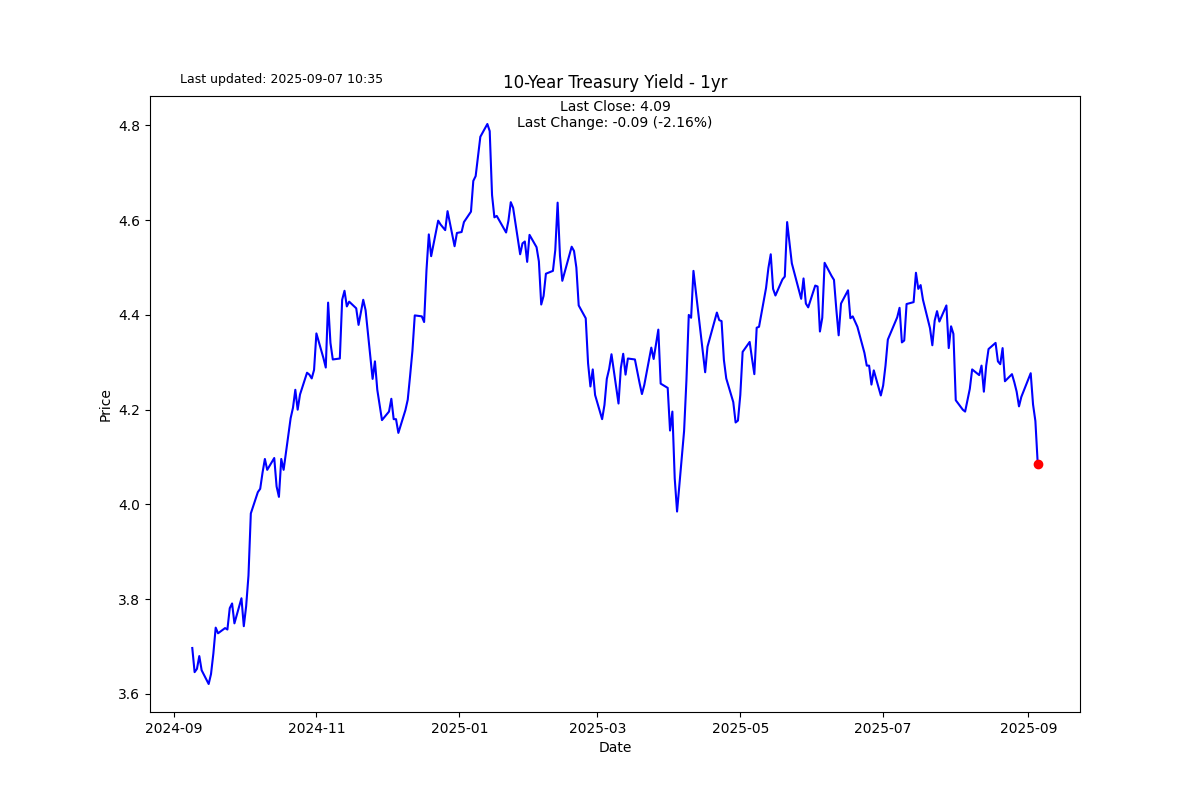 Last updated: 2025-09-07 10:35
10-Year Treasury Yield - 1yr
Last Close: 4.09
Last Change: -0.09 (-2.16%)
4.8
4.6
4.4
4.2
4.0
3.8
3.6
Price
2024-09 2024-11 2025-01 2025-03 2025-05 2025-07 2025-09
Date